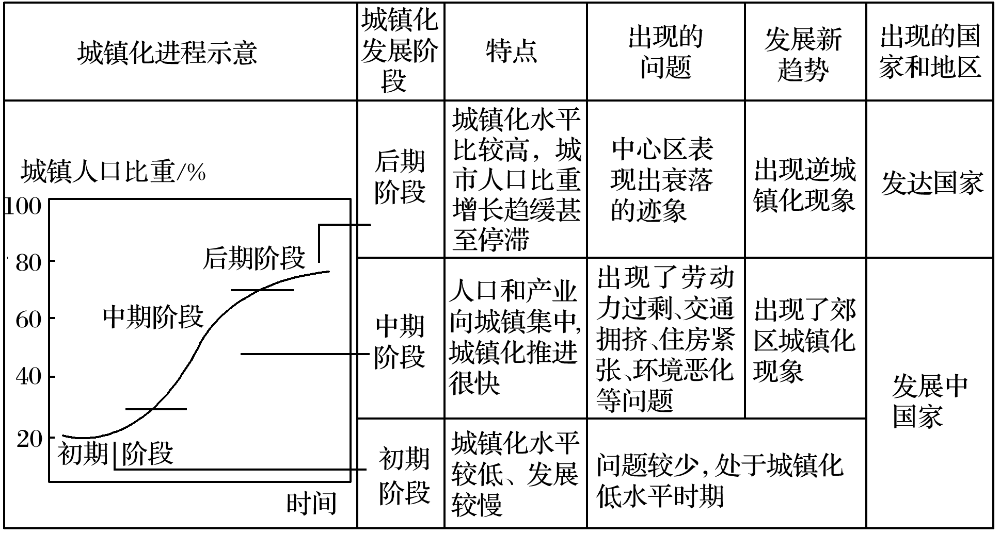 城镇化进程示意
城镇化
发展阶
段
特点
出现的
问题
发展新
趋势
出现的国
家和地区
城镇人口比重/%
100
80
60
40
20
后期阶段
中期阶段
初期阶段
时间
后期
阶段
城镇化水平
比较高，城
市人口比重
增长趋缓甚
至停滞
中心区表
现出衰落
的迹象
出现逆城
镇化现象
发达国家
中期
阶段
人口和产业
向城镇集中,
城镇化推进
很快
出现了劳动
力过剩、交通
拥挤、住房紧
张、环境恶化
等问题
出现了郊
区城镇化
现象
发展中
国家
初期
阶段
城镇化水平
较低、发展
较慢
问题较少,处于城镇化
低水平时期